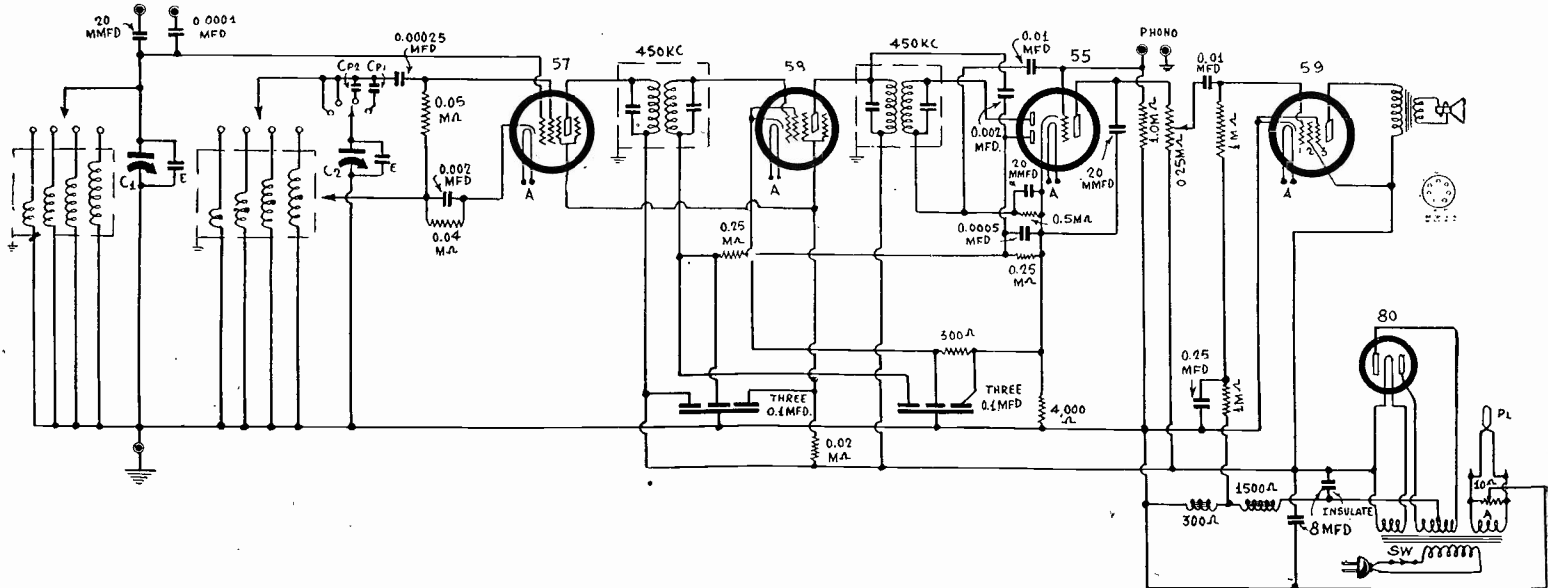 20
MMFD
0.0001
MFD
0.00025
MFD
CP2
CP1
57
450KC
58
450KC
0.01
MFD
55
PHONO
0.01
MFD
59
0.05
MΩ
0.002
MFD.
1.0MΩ
0.25MΩ
1MΩ
1 2 3
C1
E
C2
E
0.002
MFD
A
A
20
MMFD
A
20
MMFD
A
0.04
MΩ
0.25
MΩ
0.5MΩ
0.0005
MFD
0.25
MΩ
80
300Ω
0.25
MFD
THREE
0.1MFD.
THREE
0.1MFD
4,000
Ω
1MΩ
PL
0.02
MΩ
1500Ω
10Ω
A
300Ω
INSULATE
8MFD
SW